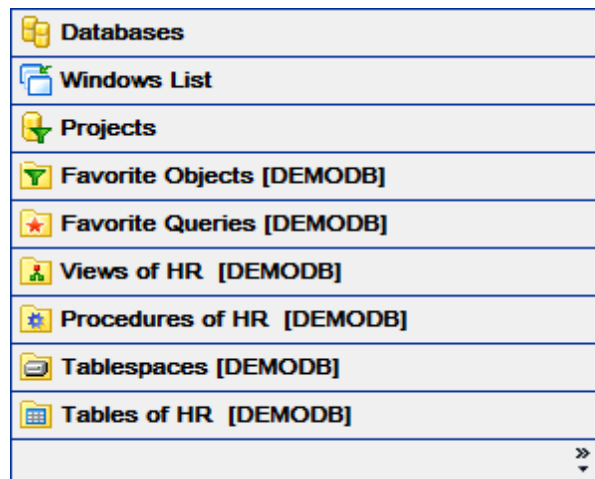 Databases
Windows List
Projects
Favorite Objects [DEMODB]
Favorite Queries [DEMODB]
Views of HR  [DEMODB]
Procedures of HR  [DEMODB]
Tablespaces [DEMODB]
Tables of HR  [DEMODB]